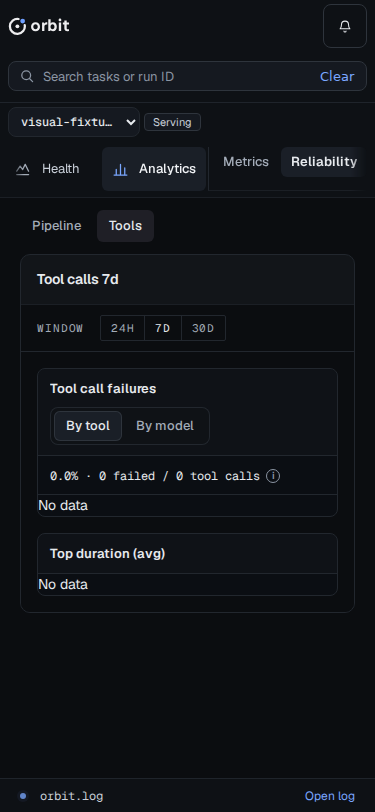 orbit
Search tasks or run ID Clear
visual-fixtu… Serving
Health Analytics Metrics Reliability
Pipeline Tools
Tool calls 7d
WINDOW 24H 7D 30D
Tool call failures
By tool By model
0.0% · 0 failed / 0 tool calls
No data
Top duration (avg)
No data
orbit.log Open log